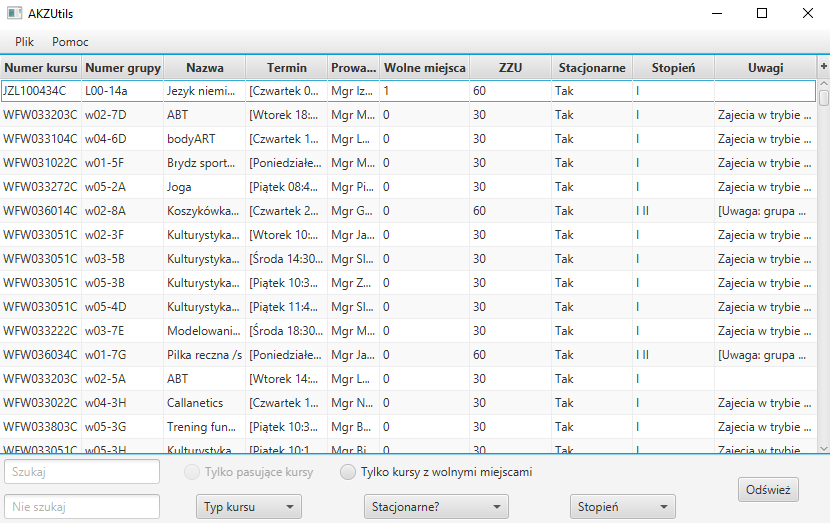 AKZUtils
Plik Pomoc
Numer kursu Numer grupy Nazwa Termin Prowa... Wolne miejsca ZZU Stacjonarne Stopień Uwagi +
JZL100434C L00-14a Jezyk niemi... [Czwartek 0... Mgr Iz... 1 60 Tak I
WFW033203C w02-7D ABT [Wtorek 18:... Mgr M... 0 30 Tak I Zajecia w trybie ...
WFW033104C w04-6D bodyART [Czwartek 1... Mgr L... 0 30 Tak I Zajecia w trybie ...
WFW031022C w01-5F Brydz sport... [Poniedziałe... Mgr M... 0 30 Tak I Zajecia w trybie ...
WFW033272C w05-2A Joga [Piątek 08:4... Mgr Pi... 0 30 Tak I Zajecia w trybie ...
WFW036014C w02-8A Koszykówka... [Czwartek 2... Mgr G... 0 60 Tak I II [Uwaga: grupa ...
WFW033051C w02-3F Kulturystyka... [Wtorek 10:... Mgr Ja... 0 30 Tak I Zajecia w trybie ...
WFW033051C w03-5B Kulturystyka... [Środa 14:30... Mgr Sl... 0 30 Tak I Zajecia w trybie ...
WFW033051C w05-3B Kulturystyka... [Piątek 10:3... Mgr Z... 0 30 Tak I Zajecia w trybie ...
WFW033051C w05-4D Kulturystyka... [Piątek 11:4... Mgr Sl... 0 30 Tak I Zajecia w trybie ...
WFW033222C w03-7E Modelowani... [Środa 18:30... Mgr M... 0 30 Tak I Zajecia w trybie ...
WFW036034C w01-7G Pilka reczna /s [Poniedziałe... Mgr Ja... 0 60 Tak I II [Uwaga: grupa ...
WFW033203C w02-5A ABT [Wtorek 14:... Mgr L... 0 30 Tak I
WFW033022C w04-3H Callanetics [Czwartek 1... Mgr N... 0 30 Tak I Zajecia w trybie ...
WFW033803C w05-3G Trening fun... [Piątek 10:3... Mgr B... 0 30 Tak I Zajecia w trybie ...
WFW033051C w05-3H Kulturystyka... [Piątek 10:1... Mgr Bi... 0 30 Tak I Zajecia w trybie ...
Szukaj Tylko pasujące kursy Tylko kursy z wolnymi miejscami
Odśwież
Nie szukaj Typ kursu Stacjonarne? Stopień